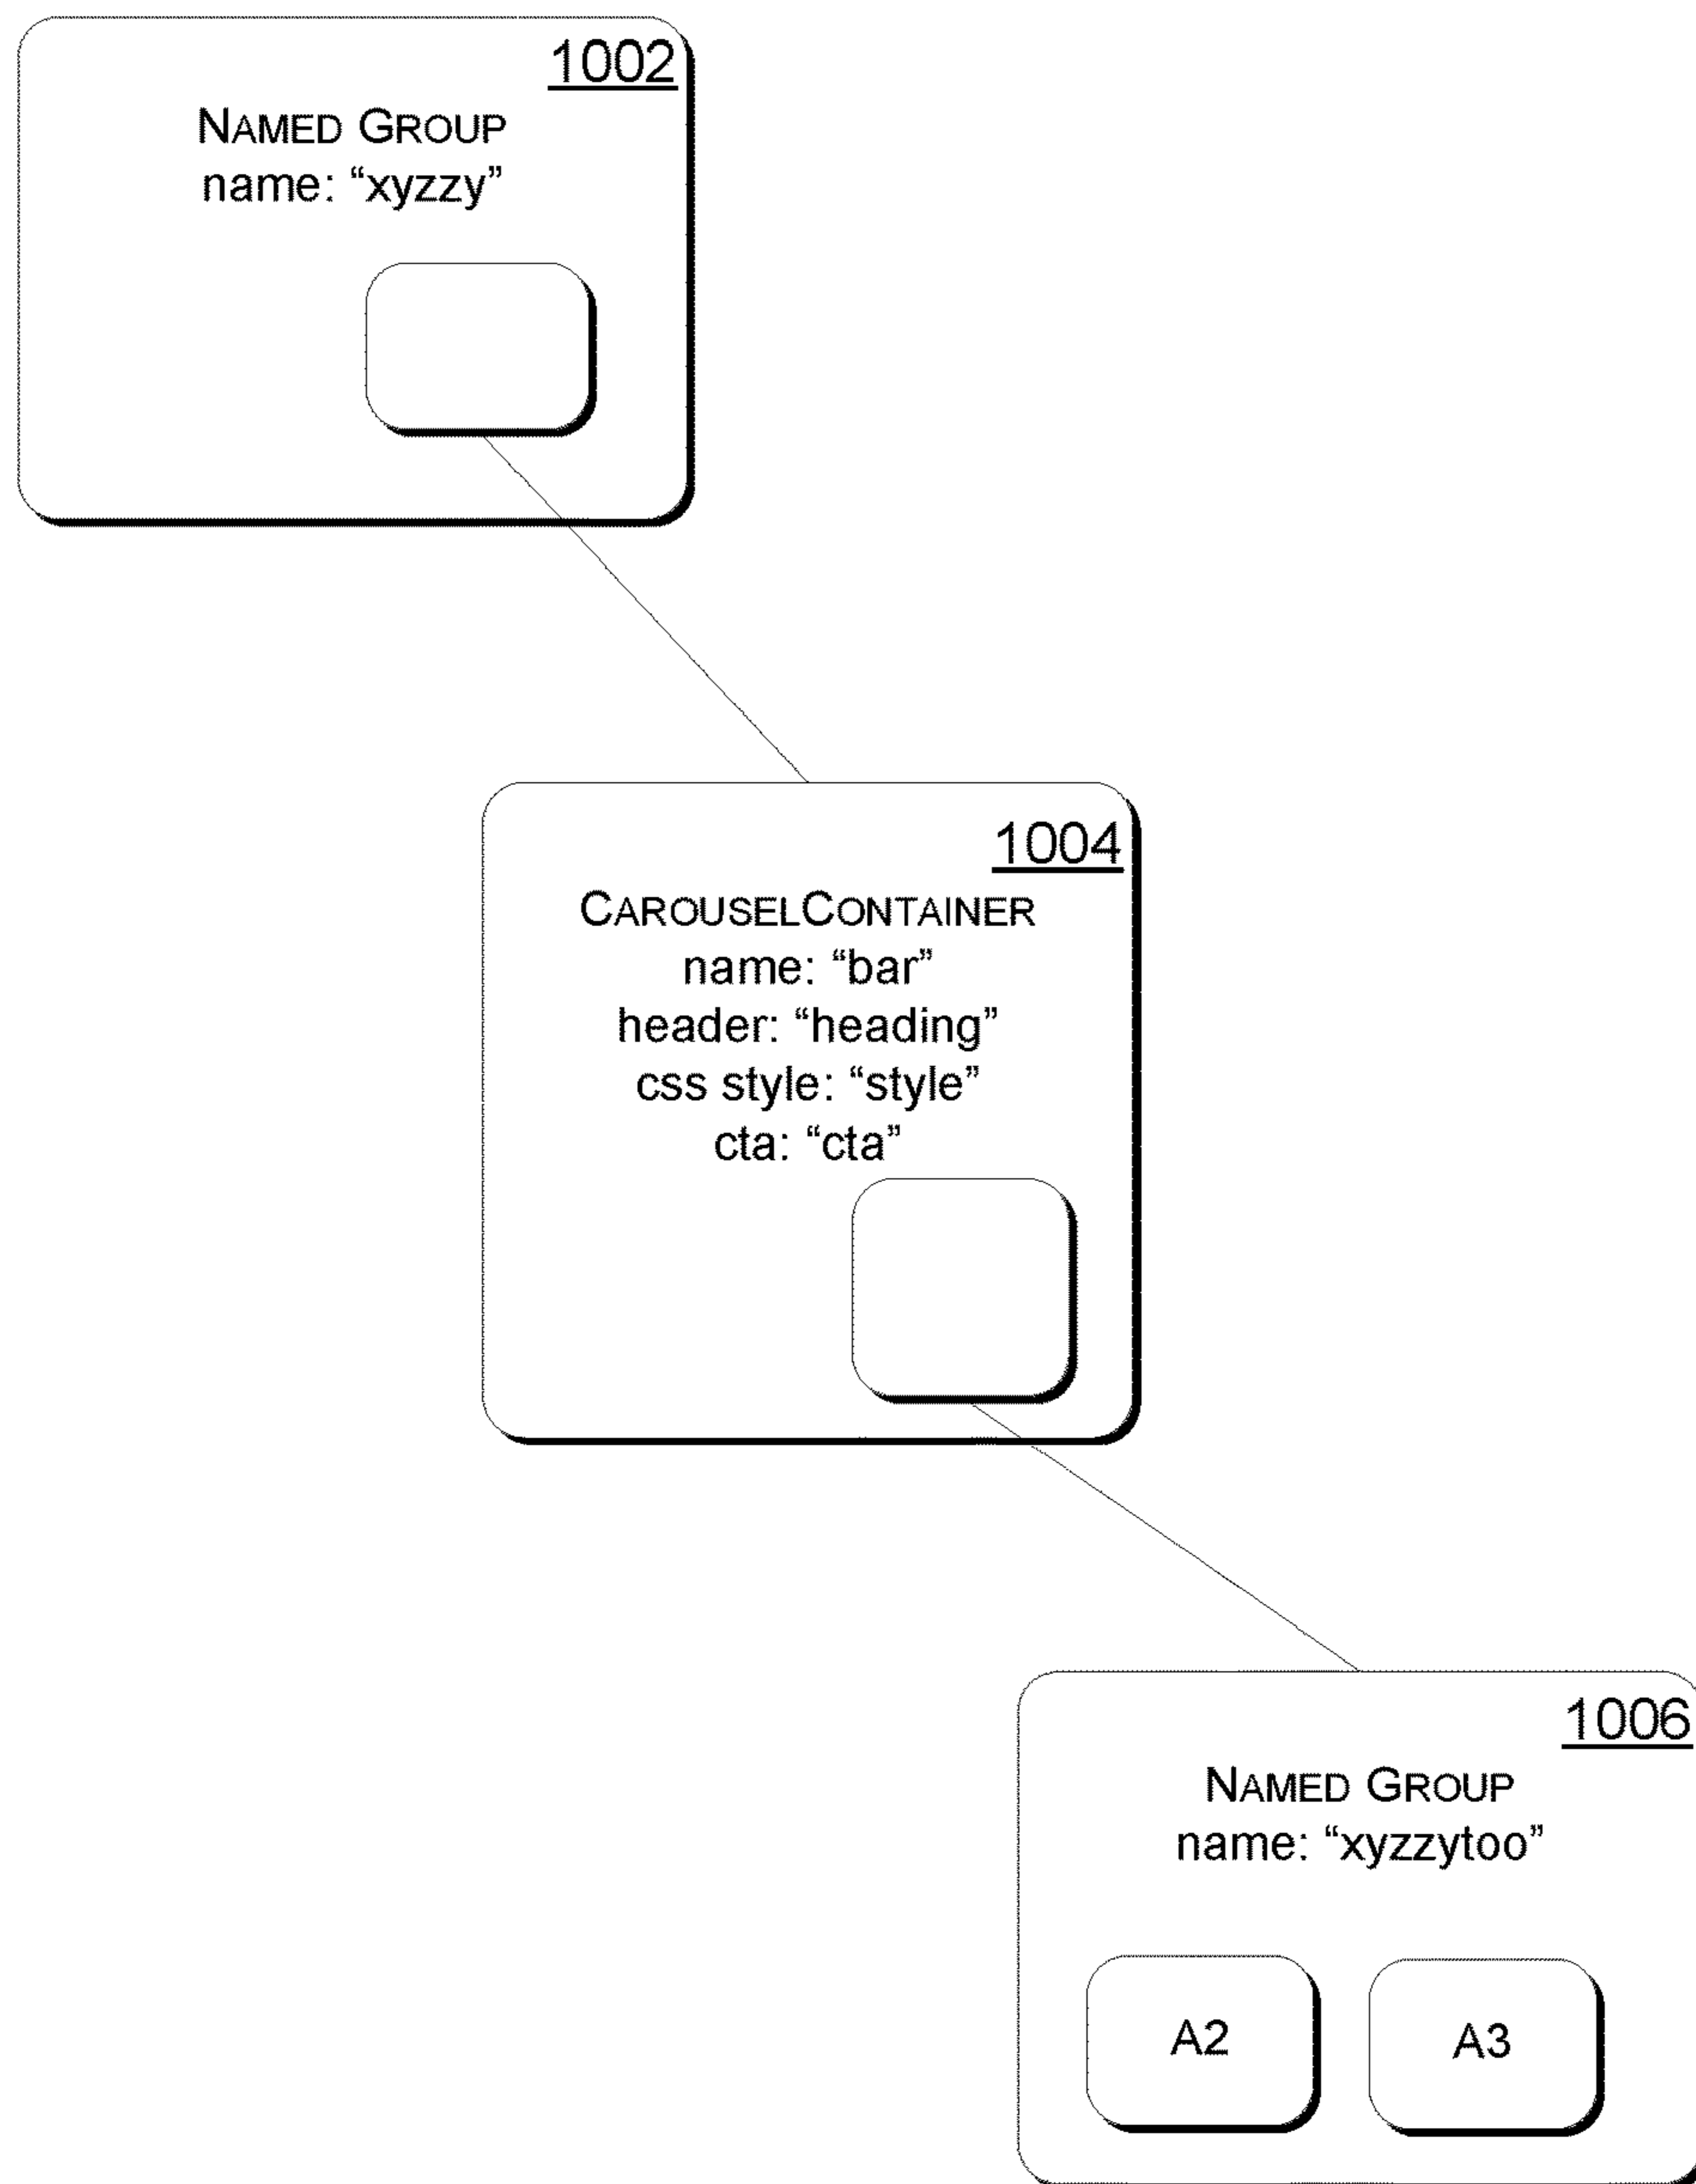 1002
NAMED GROUP
name: “xyzzy”
1004
CAROUSELCONTAINER
name: “bar”
header: “heading”
css style: “style”
cta: “cta”
1006
NAMED GROUP
name: “xyzzytoo”
A2
A3